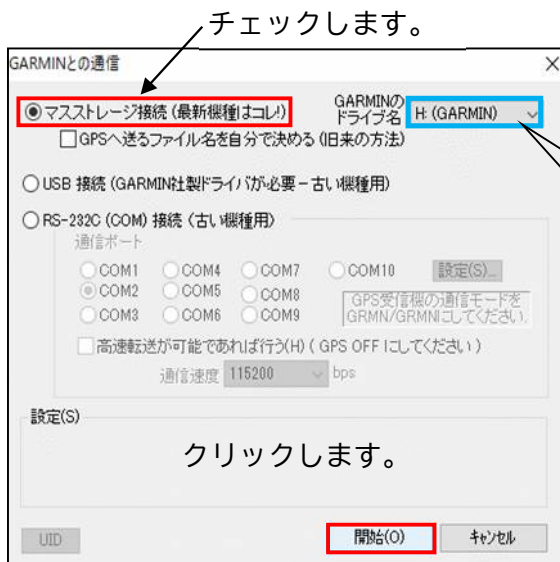 チェックします。
GARMINとの通信
マスストレージ接続 (最新機種はコレ!)
GARMINの
ドライブ名 H: (GARMIN)
GPSへ送るファイル名を自分で決める (旧来の方法)
USB 接続 (GARMIN社製ドライバが必要-古い機種用)
RS-232C (COM) 接続 (古い機種用)
通信ポート
COM1 COM4 COM7 COM10 設定(S)...
COM2 COM5 COM8
COM3 COM6 COM9
GPS受信機の通信モードを
GRMN/GRMNにしてください.
高速転送が可能であれば行う(H) ( GPS OFF にしてください )
通信速度 115200 bps
設定(S)
クリックします。
UID 開始(O) キャンセル